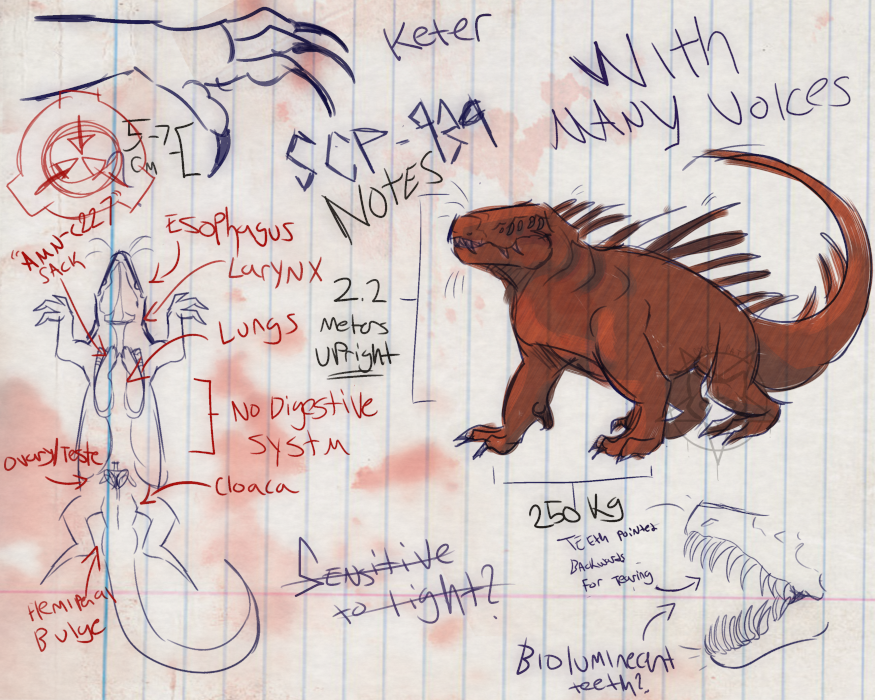 Keter
SCP-939
With
MANY Voices
5-7
CM
NOTES
"AMN-C227"
SACK
Esophagus
Larynx
Lungs
No Digestive
Systm
Ovary/Teste
Cloaca
Hemipenal
Bulge
2.2
Meters
Upright
250 Kg
Teeth pointed
Backwards
For Tearing
Sensitive
to light?
Bioluminecent
teeth?